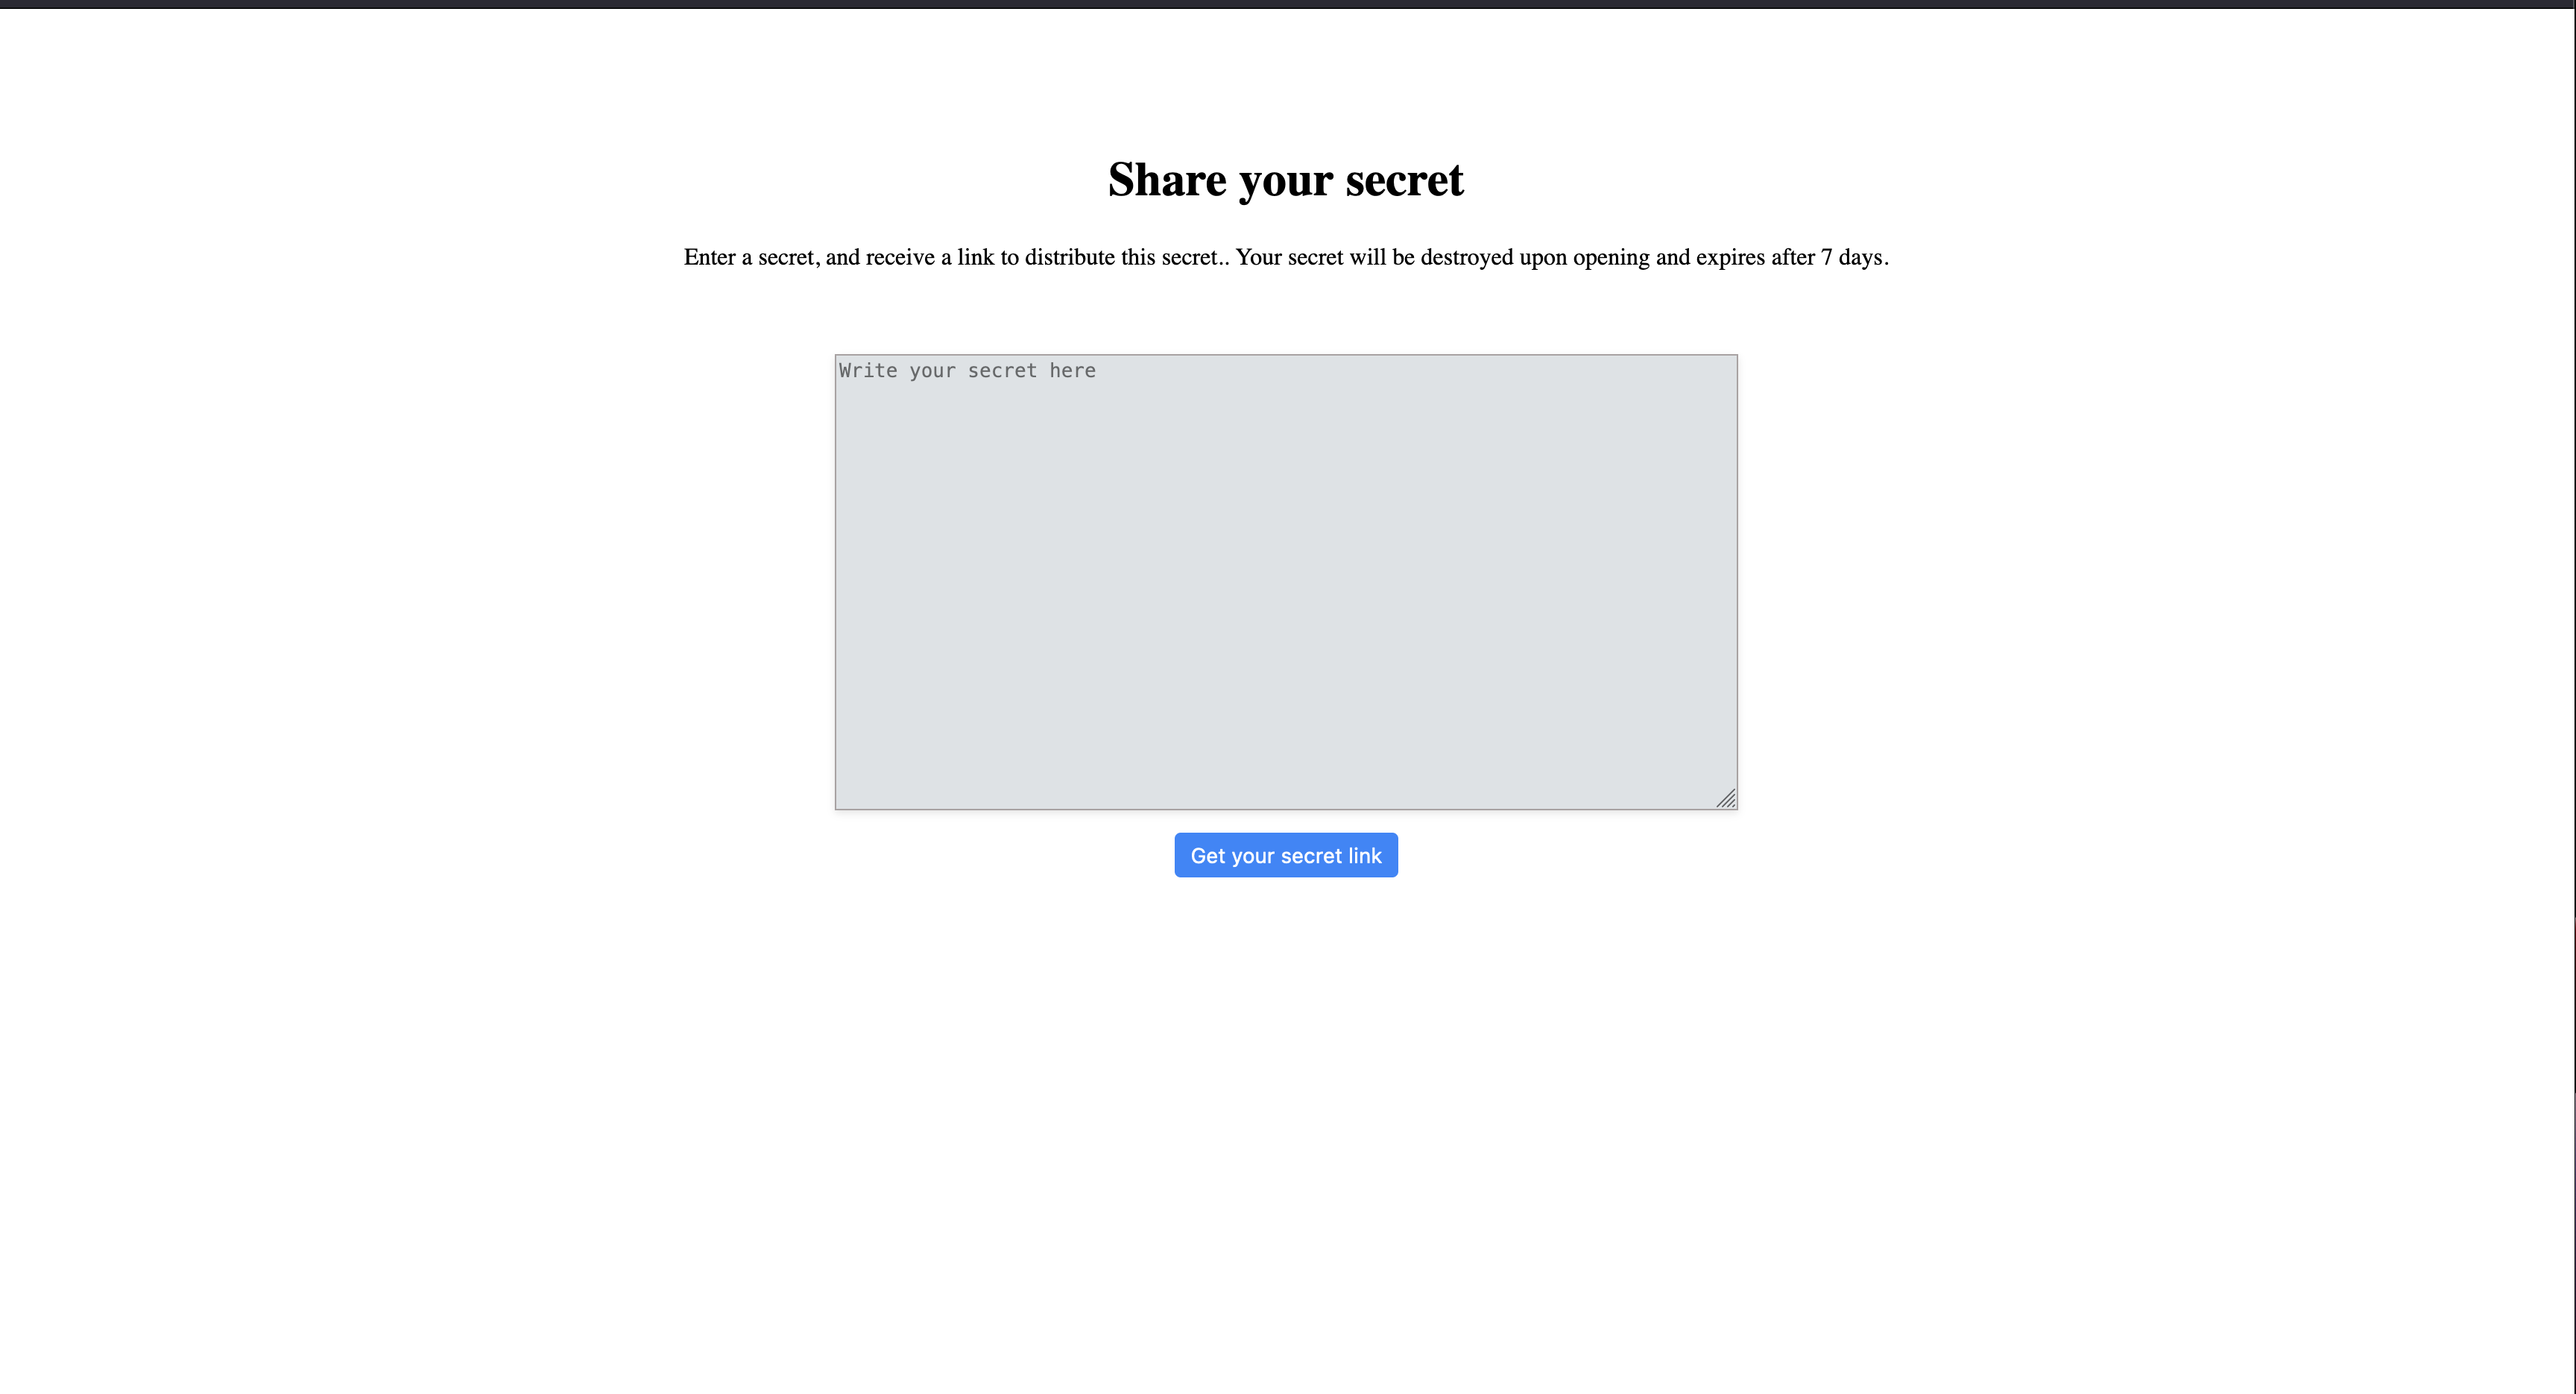 Share your secret
Enter a secret, and receive a link to distribute this secret.. Your secret will be destroyed upon opening and expires after 7 days.
Write your secret here
Get your secret link